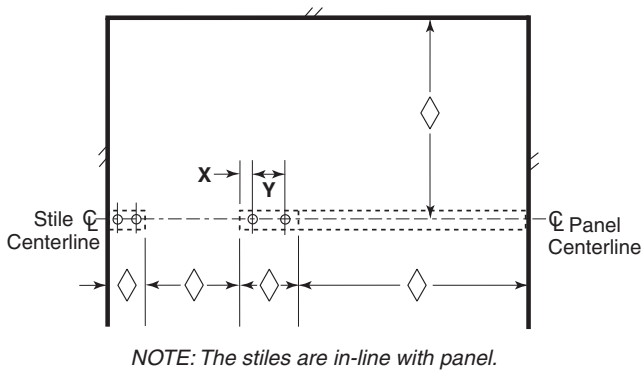 X
Y
Stile ℄
Centerline
℄ Panel
Centerline
NOTE: The stiles are in-line with panel.